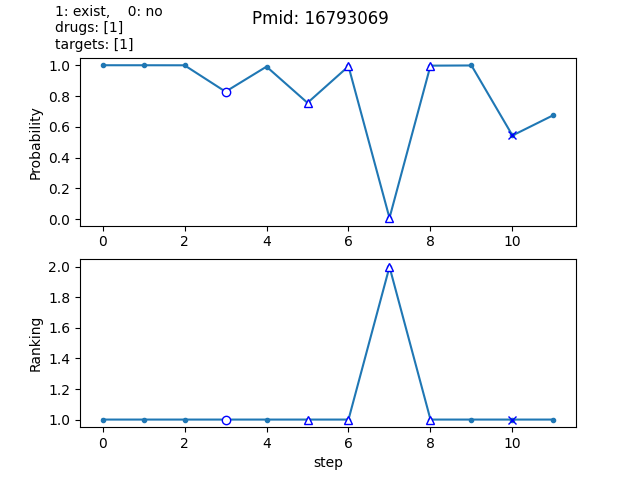 1: exist,    0: no
drugs: [1]
targets: [1]
Pmid: 16793069
Probability
1.0
0.8
0.6
0.4
0.2
0.0
0 2 4 6 8 10
Ranking
2.0
1.8
1.6
1.4
1.2
1.0
0 2 4 6 8 10
step